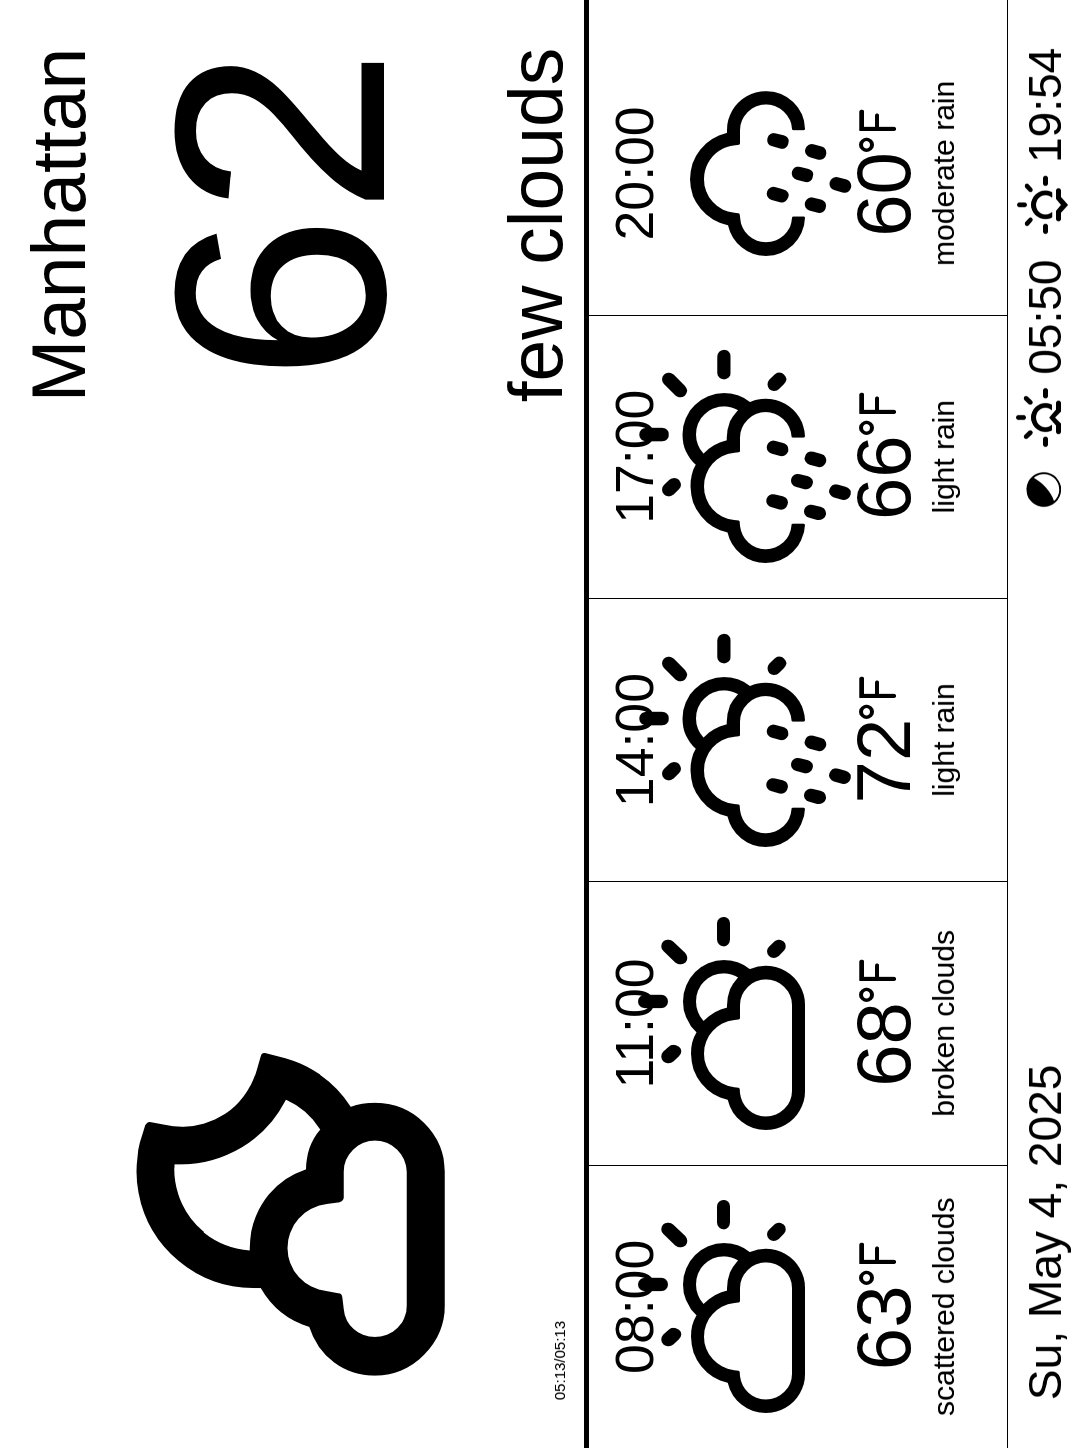 Manhattan
62
few clouds
05:13/05:13
08:00 11:00 14:00 17:00 20:00
63°F 68°F 72°F 66°F 60°F
scattered clouds broken clouds light rain light rain moderate rain
Su, May 4, 2025 05:50 19:54